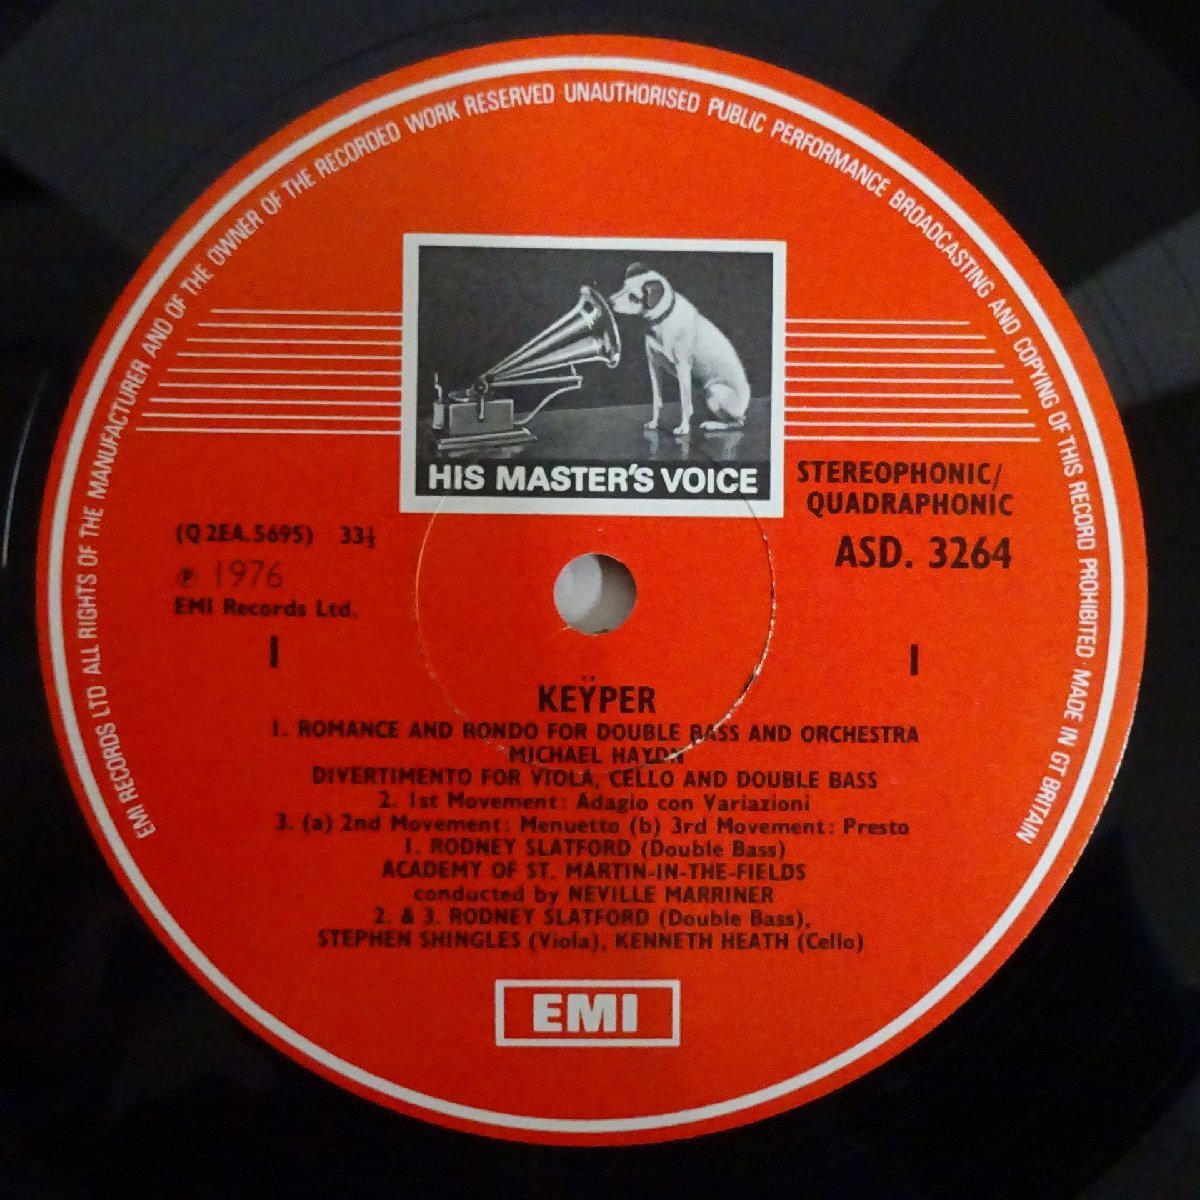 EMI RECORDS LTD ALL RIGHTS OF THE MANUFACTURER AND OF THE OWNER OF THE RECORDED WORK RESERVED UNAUTHORISED PUBLIC PERFORMANCE BROADCASTING AND COPYING OF THIS RECORD PROHIBITED · MADE IN GT BRITAIN
HIS MASTER'S VOICE
STEREOPHONIC/
QUADRAPHONIC
(Q 2EA.5695) 33⅓
ASD. 3264
℗ 1976
EMI Records Ltd.
I I
KEŸPER
1. ROMANCE AND RONDO FOR DOUBLE BASS AND ORCHESTRA
MICHAEL HAYDN
DIVERTIMENTO FOR VIOLA, CELLO AND DOUBLE BASS
2. 1st Movement: Adagio con Variazioni
3. (a) 2nd Movement: Menuetto (b) 3rd Movement: Presto
1. RODNEY SLATFORD (Double Bass)
ACADEMY OF ST. MARTIN-IN-THE-FIELDS
conducted by NEVILLE MARRINER
2. & 3. RODNEY SLATFORD (Double Bass),
STEPHEN SHINGLES (Viola), KENNETH HEATH (Cello)
EMI